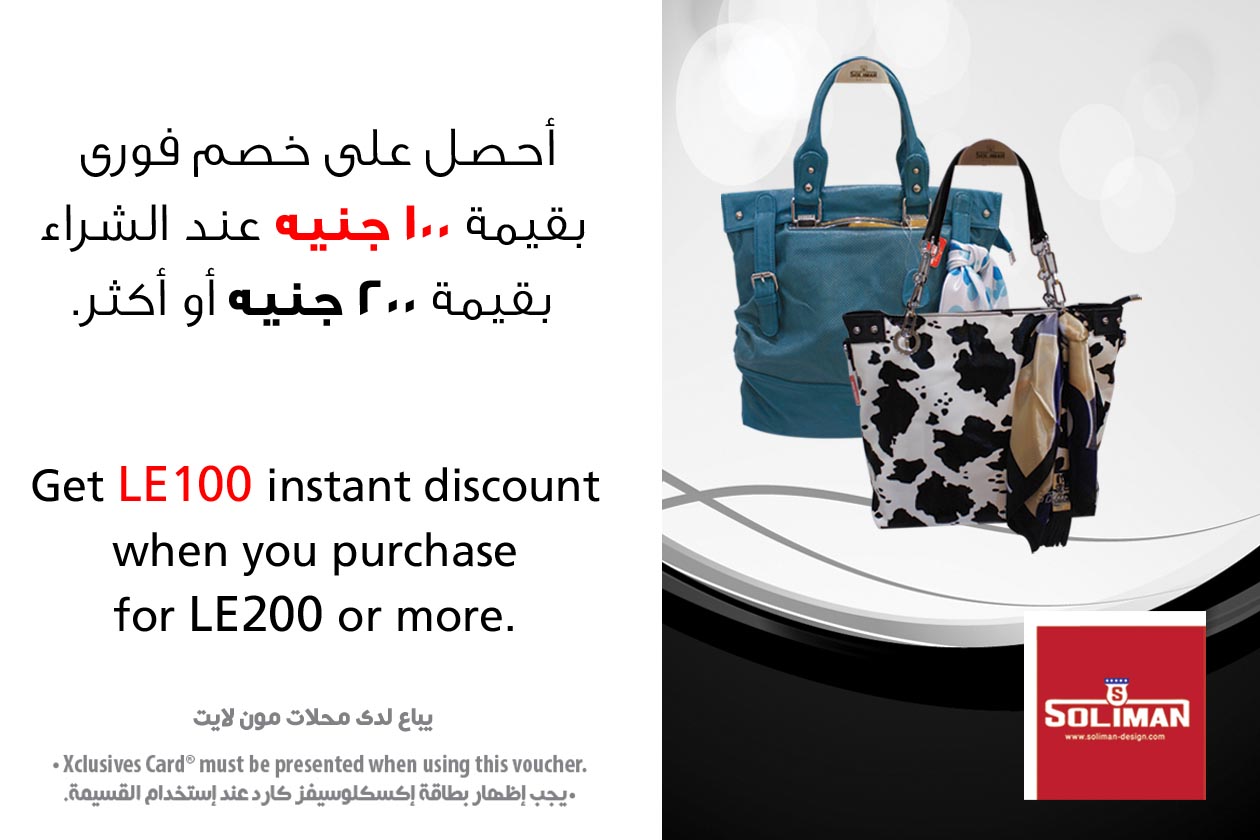 أحصل على خصم فورى
بقيمة ١٠٠ جنيه عند الشراء
بقيمة ٢٠٠ جنيه أو أكثر.
Get LE100 instant discount
when you purchase
for LE200 or more.
يباع لدى محلات مون لايت
• Xclusives Card® must be presented when using this voucher.
•يجب إظهار بطاقة إكسكلوسيفز كارد عند إستخدام القسيمة.
SOLIMAN
SOLIMAN
S
SOLIMAN
www.soliman-design.com